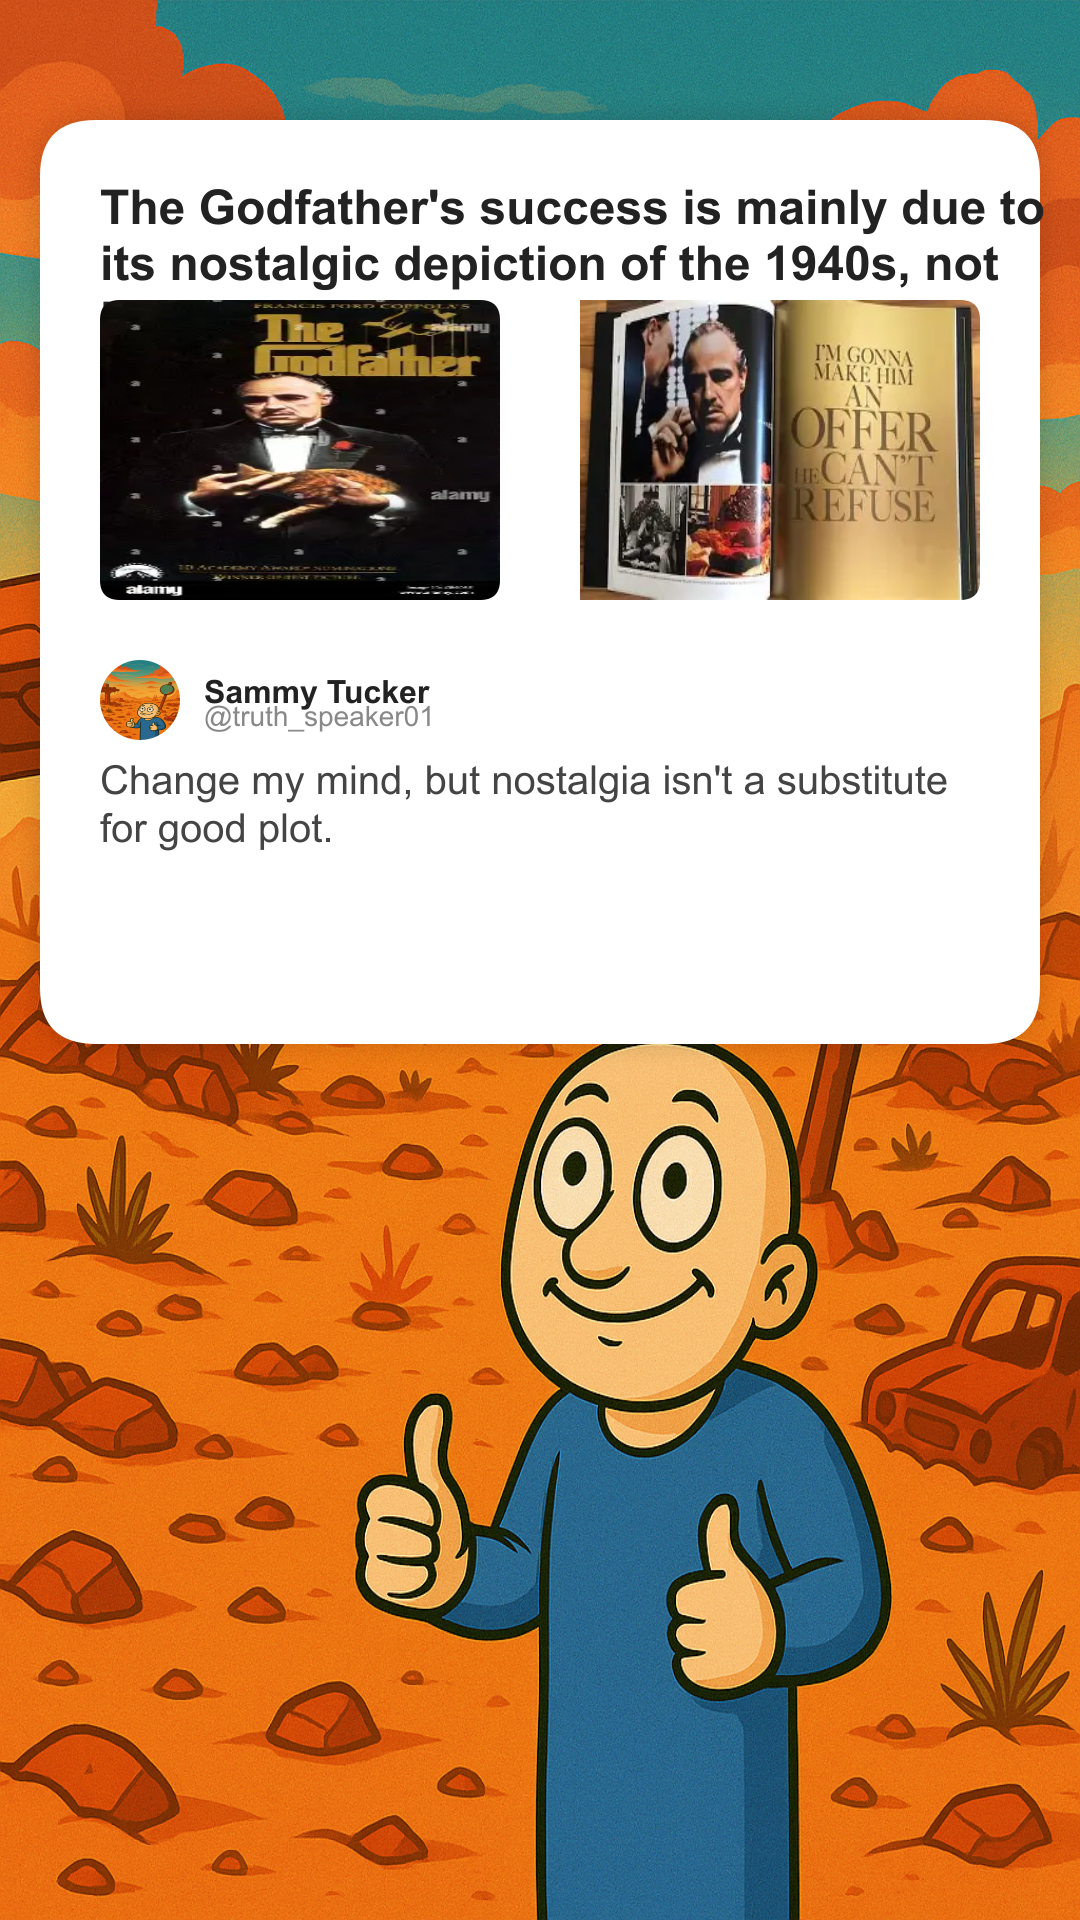 The Godfather's success is mainly due to
its nostalgic depiction of the 1940s, not
FRANCIS FORD COPPOLA'S
The
Godfather
alamy
alamy
alamy
I'M GONNA
MAKE HIM
AN
OFFER
HE CAN'T
REFUSE
Sammy Tucker
@truth_speaker01
Change my mind, but nostalgia isn't a substitute
for good plot.